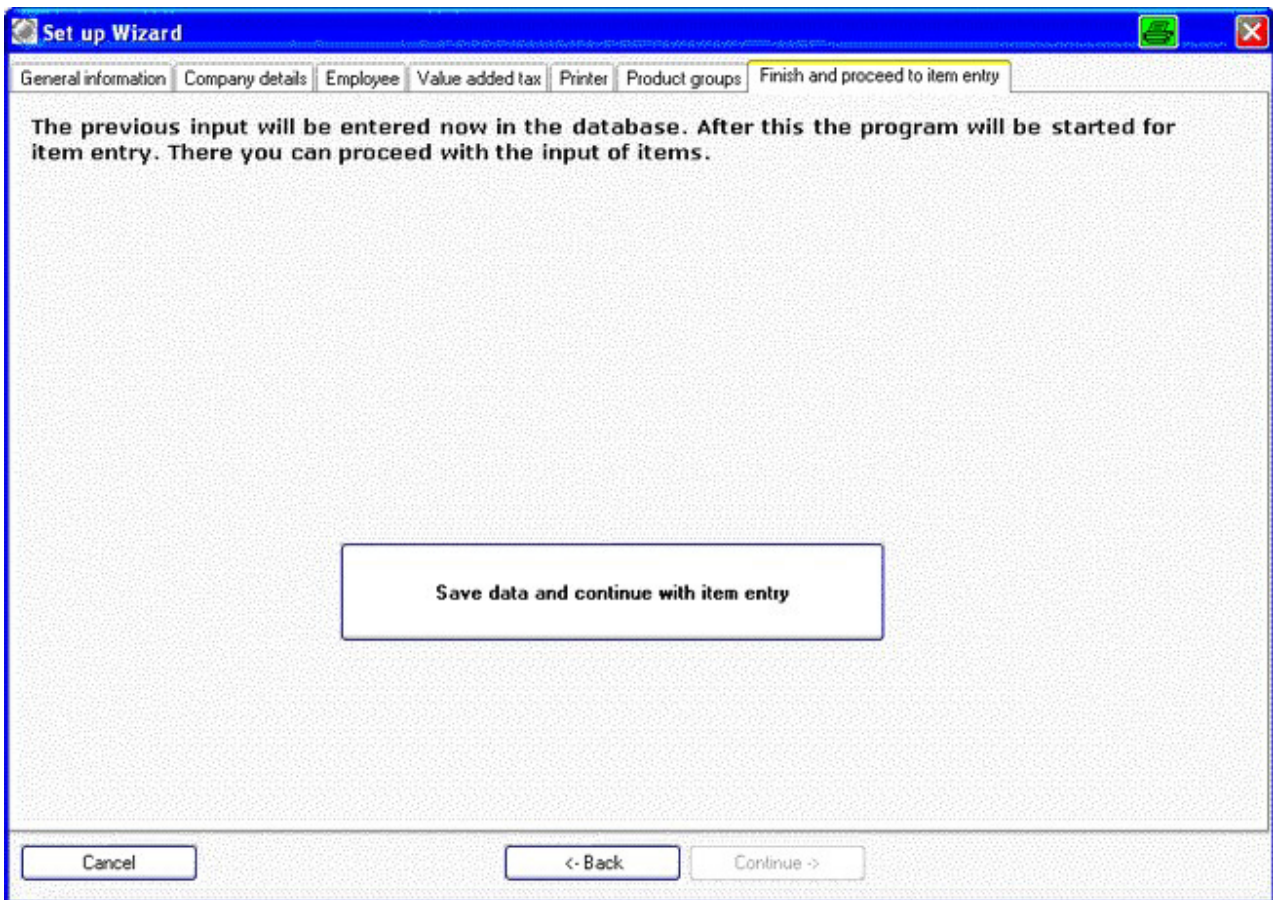 Set up Wizard
General information Company details Employee Value added tax Printer Product groups Finish and proceed to item entry
The previous input will be entered now in the database. After this the program will be started for
item entry. There you can proceed with the input of items.
Save data and continue with item entry
Cancel <- Back Continue ->